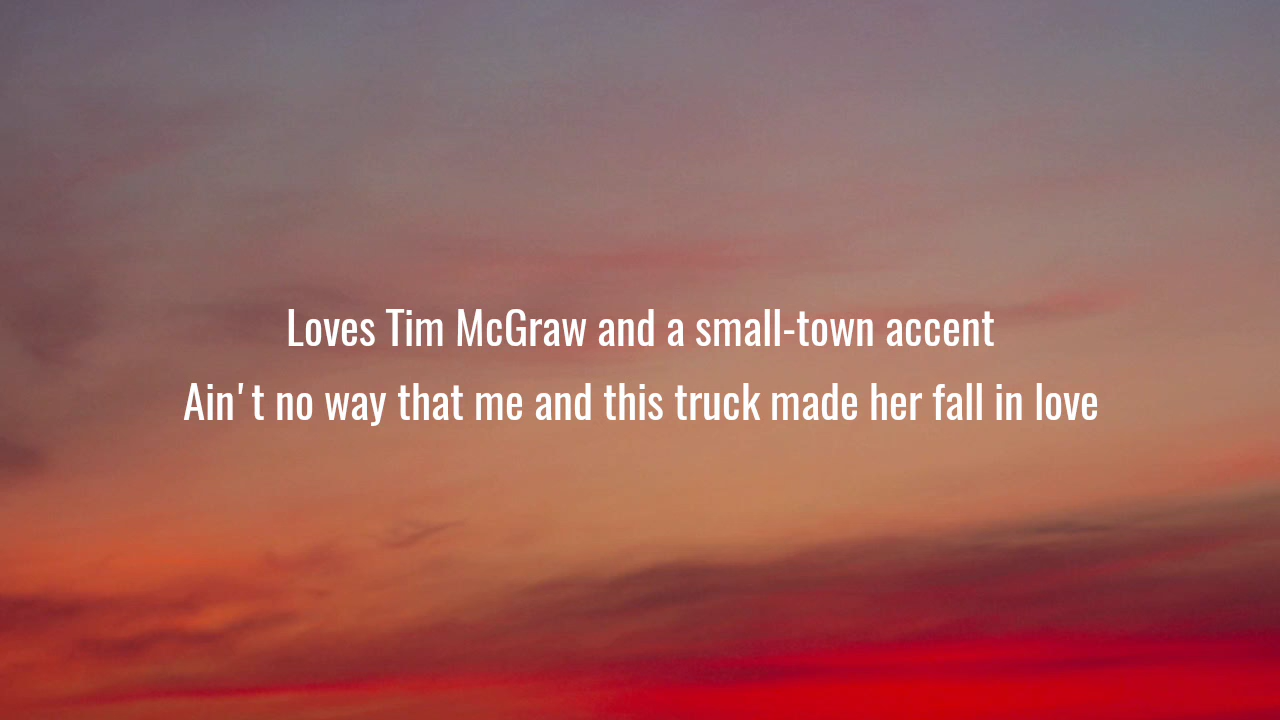 Loves Tim McGraw and a small-town accent
Ain't no way that me and this truck made her fall in love